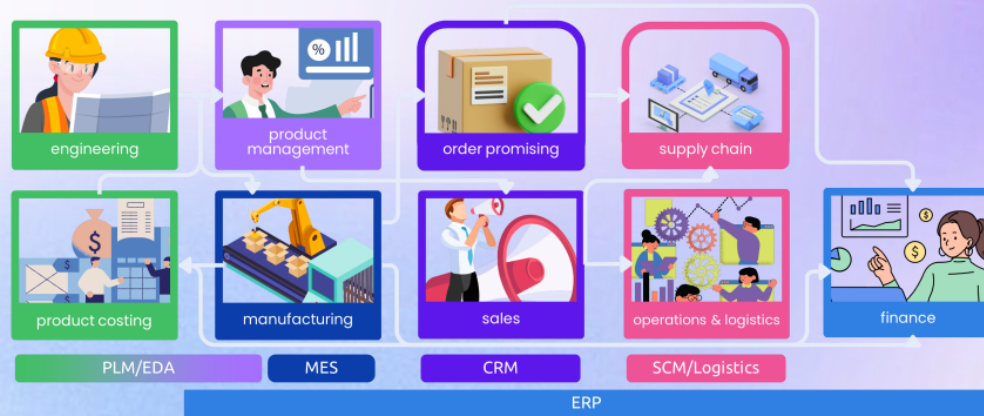 %
engineering
product
management
order promising
supply chain
$
$
$
$
$
product costing
manufacturing
sales
operations & logistics
finance
PLM/EDA
MES
CRM
SCM/Logistics
ERP